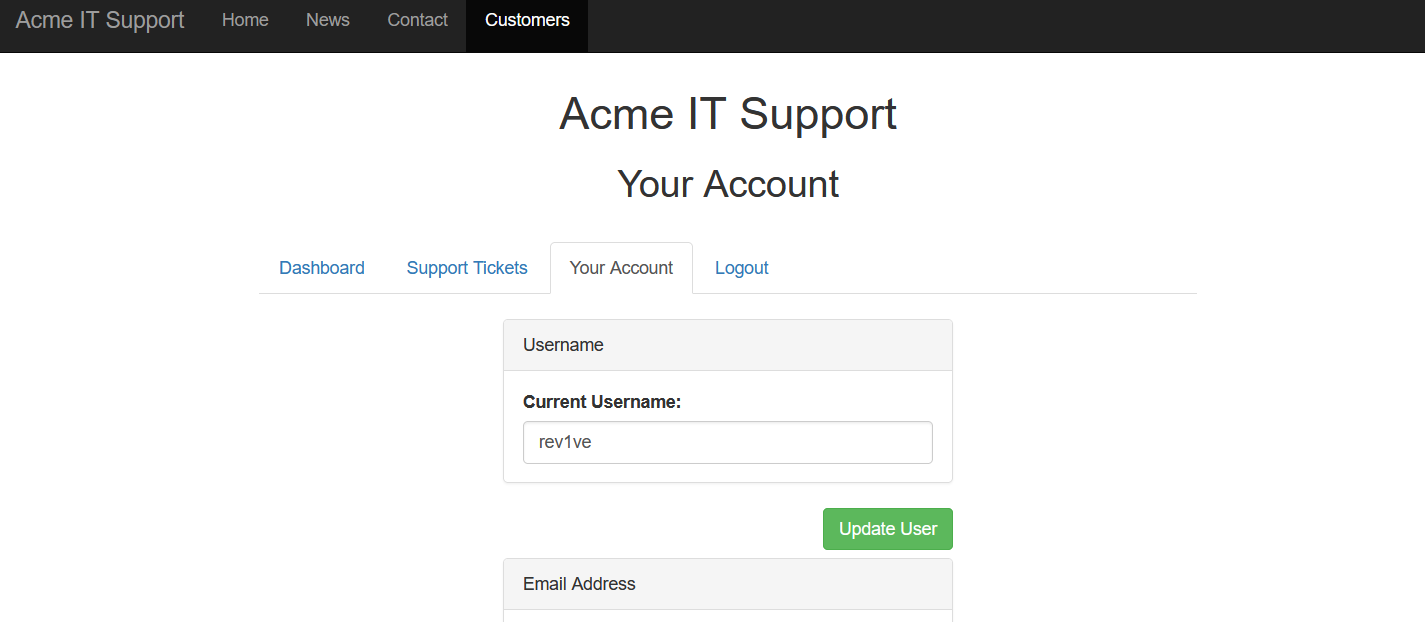 Acme IT Support Home News Contact Customers
Acme IT Support
Your Account
Dashboard Support Tickets Your Account Logout
Username
Current Username:
rev1ve
Update User
Email Address